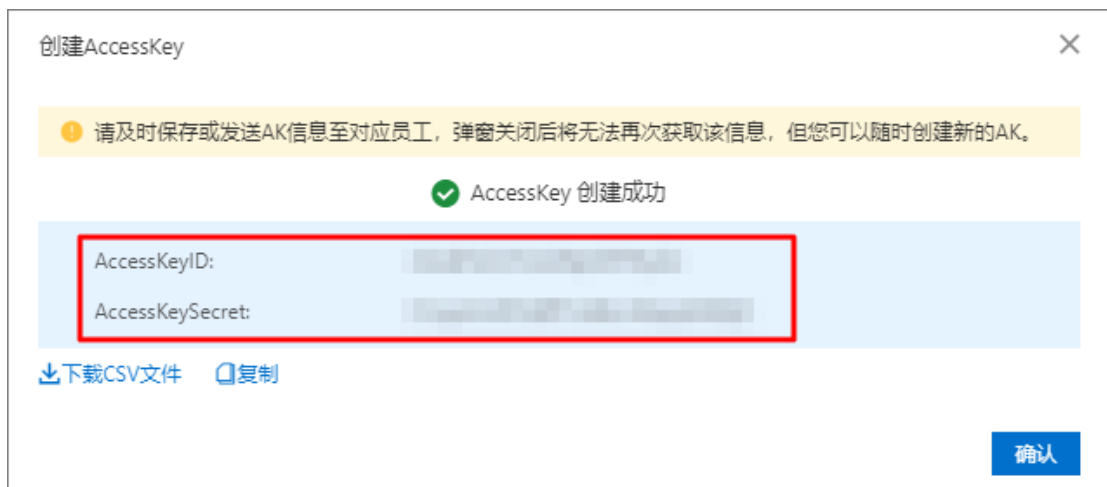 创建AccessKey
请及时保存或发送AK信息至对应员工，弹窗关闭后将无法再次获取该信息，但您可以随时创建新的AK。
AccessKey 创建成功
AccessKeyID:
AccessKeySecret:
下载CSV文件 复制
确认